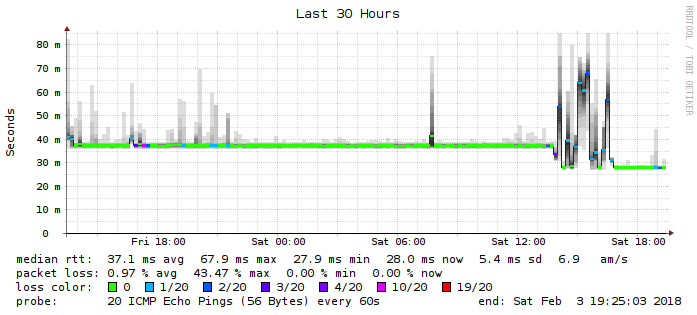 Last 30 Hours
RRDTOOL / TOBI OETIKER
Seconds
80 m
70 m
60 m
50 m
40 m
30 m
20 m
10 m
0
Fri 18:00 Sat 00:00 Sat 06:00 Sat 12:00 Sat 18:00
median rtt: 37.1 ms avg 67.9 ms max 27.9 ms min 28.0 ms now 5.4 ms sd 6.9 am/s
packet loss: 0.97 % avg 43.47 % max 0.00 % min 0.00 % now
loss color: 0 1/20 2/20 3/20 4/20 10/20 19/20
probe: 20 ICMP Echo Pings (56 Bytes) every 60s end: Sat Feb 3 19:25:03 2018